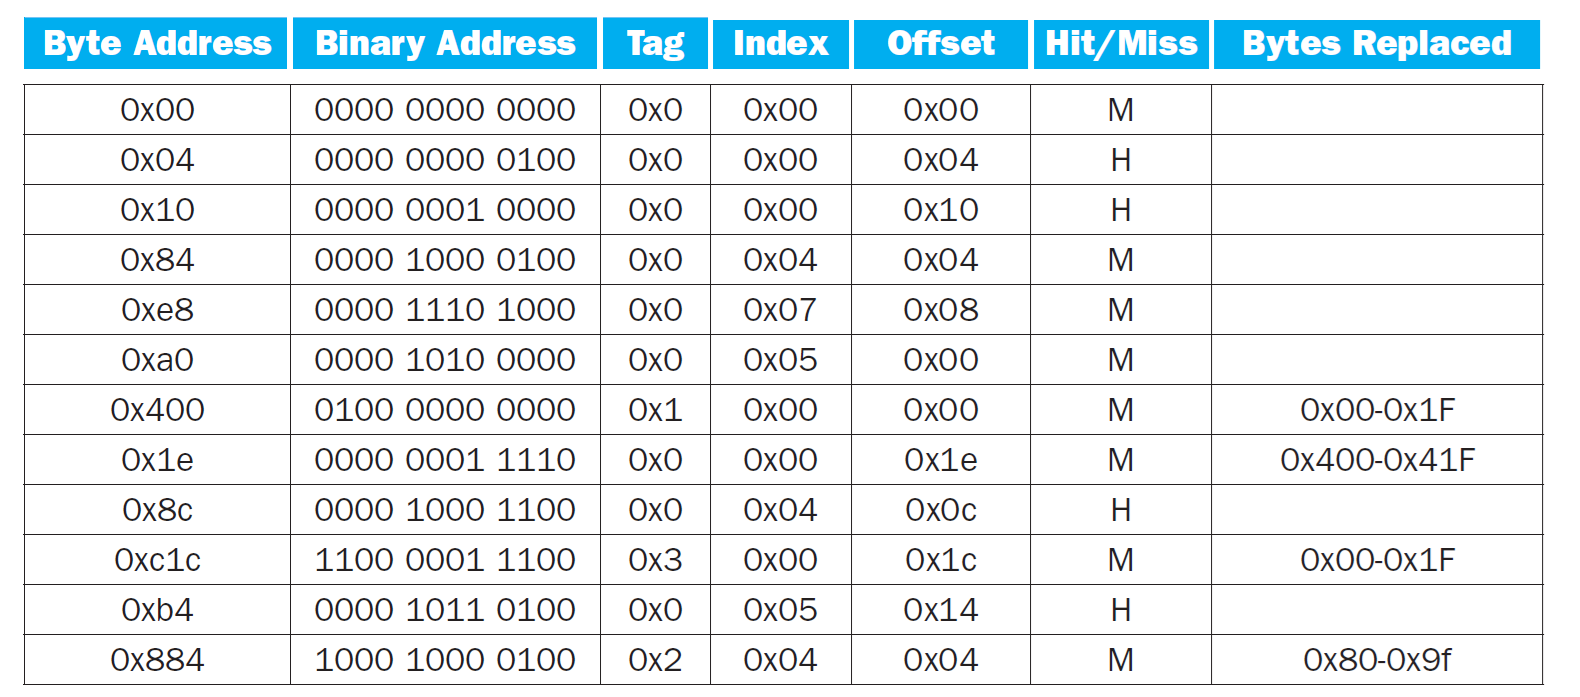 Byte Address Binary Address Tag Index Offset Hit/Miss Bytes Replaced
0x00 0000 0000 0000 0x0 0x00 0x00 M
0x04 0000 0000 0100 0x0 0x00 0x04 H
0x10 0000 0001 0000 0x0 0x00 0x10 H
0x84 0000 1000 0100 0x0 0x04 0x04 M
0xe8 0000 1110 1000 0x0 0x07 0x08 M
0xa0 0000 1010 0000 0x0 0x05 0x00 M
0x400 0100 0000 0000 0x1 0x00 0x00 M 0x00-0x1F
0x1e 0000 0001 1110 0x0 0x00 0x1e M 0x400-0x41F
0x8c 0000 1000 1100 0x0 0x04 0x0c H
0xc1c 1100 0001 1100 0x3 0x00 0x1c M 0x00-0x1F
0xb4 0000 1011 0100 0x0 0x05 0x14 H
0x884 1000 1000 0100 0x2 0x04 0x04 M 0x80-0x9f